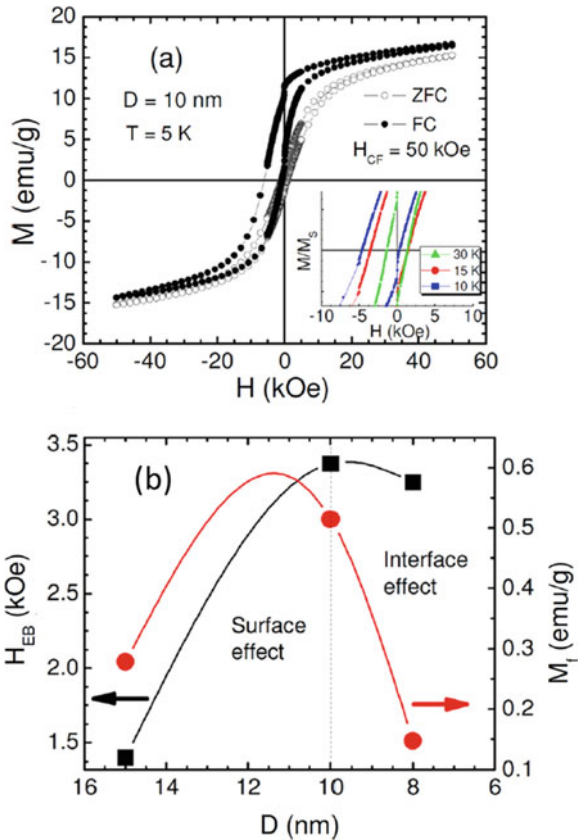 20
15
10
5
0
-5
-10
-15
-20
M (emu/g)
(a)
D = 10 nm
T = 5 K
ZFC
FC
H_CF = 50 kOe
M/M_S
30 K
15 K
10 K
-10 -5 0 5 10
H (kOe)
-60 -40 -20 0 20 40 60
H (kOe)
(b)
3.5
3.0
2.5
2.0
1.5
H_EB (kOe)
Surface
effect
Interface
effect
0.6
0.5
0.4
0.3
0.2
0.1
M_f (emu/g)
16 14 12 10 8 6
D (nm)